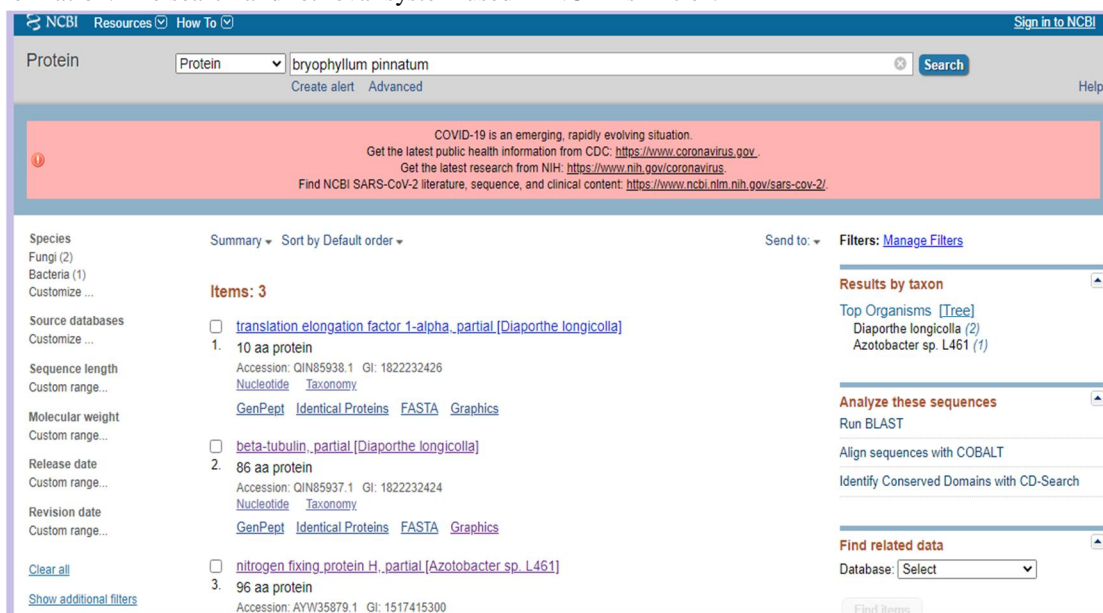 NCBI Resources How To Sign in to NCBI
Protein Protein bryophyllum pinnatum Search
Create alert Advanced Help
COVID-19 is an emerging, rapidly evolving situation.
Get the latest public health information from CDC: https://www.coronavirus.gov .
Get the latest research from NIH: https://www.nih.gov/coronavirus.
Find NCBI SARS-CoV-2 literature, sequence, and clinical content: https://www.ncbi.nlm.nih.gov/sars-cov-2/.
Species
Fungi (2)
Bacteria (1)
Customize ...
Source databases
Customize ...
Sequence length
Custom range...
Molecular weight
Custom range...
Release date
Custom range...
Revision date
Custom range...
Clear all
Show additional filters
Summary Sort by Default order Send to:
Items: 3
translation elongation factor 1-alpha, partial [Diaporthe longicolla]
1. 10 aa protein
Accession: QIN85938.1 GI: 1822232426
Nucleotide Taxonomy
GenPept Identical Proteins FASTA Graphics
beta-tubulin, partial [Diaporthe longicolla]
2. 86 aa protein
Accession: QIN85937.1 GI: 1822232424
Nucleotide Taxonomy
GenPept Identical Proteins FASTA Graphics
nitrogen fixing protein H, partial [Azotobacter sp. L461]
3. 96 aa protein
Accession: AYW35879.1 GI: 1517415300
Filters: Manage Filters
Results by taxon
Top Organisms [Tree]
Diaporthe longicolla (2)
Azotobacter sp. L461 (1)
Analyze these sequences
Run BLAST
Align sequences with COBALT
Identify Conserved Domains with CD-Search
Find related data
Database: Select
Find items